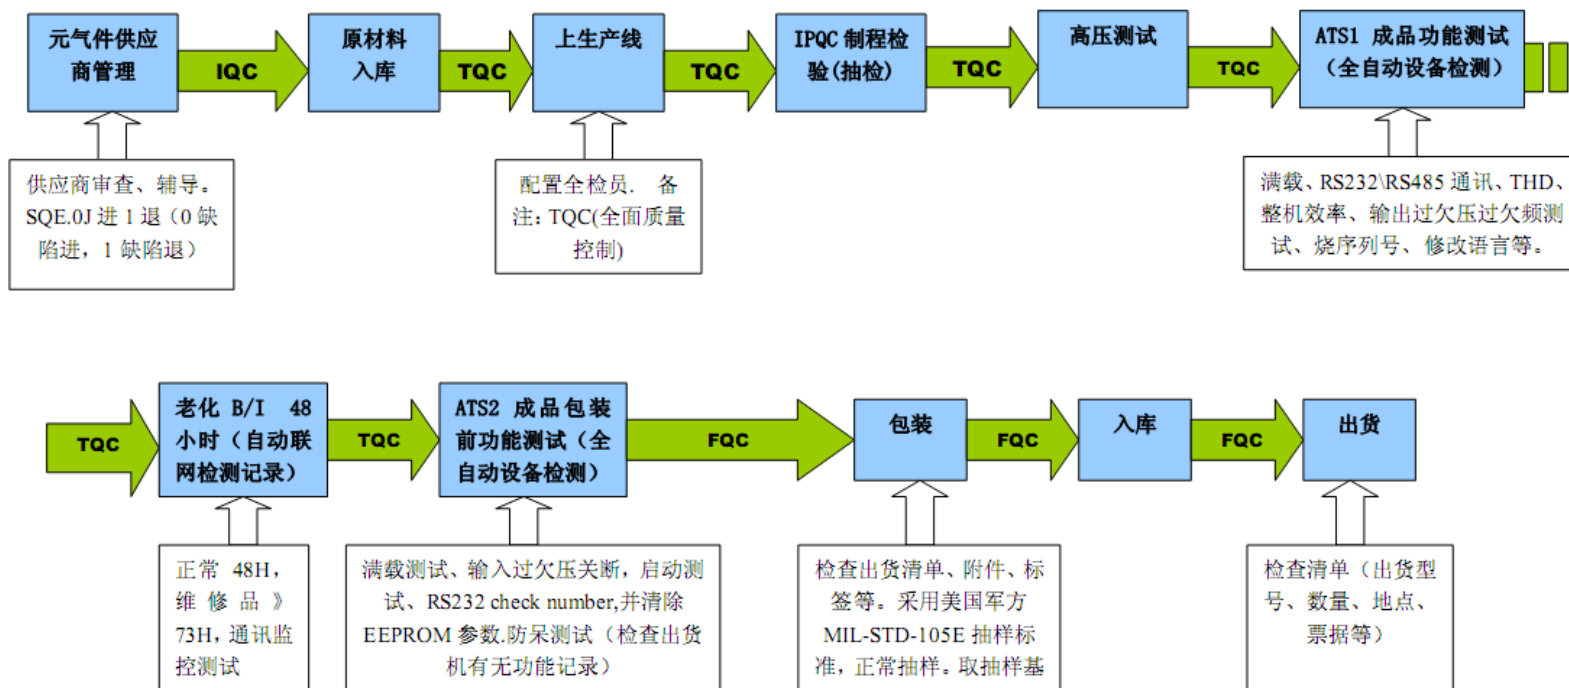 元气件供应
商管理
IQC
原材料
入库
TQC
上生产线
TQC
IPQC 制程检
验(抽检)
TQC
高压测试
TQC
ATS1 成品功能测试
（全自动设备检测）
供应商审查、辅导。
SQE.0J 进 1 退（0 缺
陷进，1 缺陷退）
配置全检员. 备
注：TQC(全面质量
控制)
满载、RS232\RS485 通讯、THD、
整机效率、输出过欠压过欠频测
试、烧序列号、修改语言等。
TQC
老化 B/I 48
小时（自动联
网检测记录）
TQC
ATS2 成品包装
前功能测试（全
自动设备检测）
FQC
包装
FQC
入库
FQC
出货
正常 48H，
维修品》
73H，通讯监
控测试
满载测试、输入过欠压关断，启动测
试、RS232 check number,并清除
EEPROM 参数.防呆测试（检查出货
机有无功能记录）
检查出货清单、附件、标
签等。采用美国军方
MIL-STD-105E 抽样标
准，正常抽样。取抽样基
检查清单（出货型
号、数量、地点、
票据等）